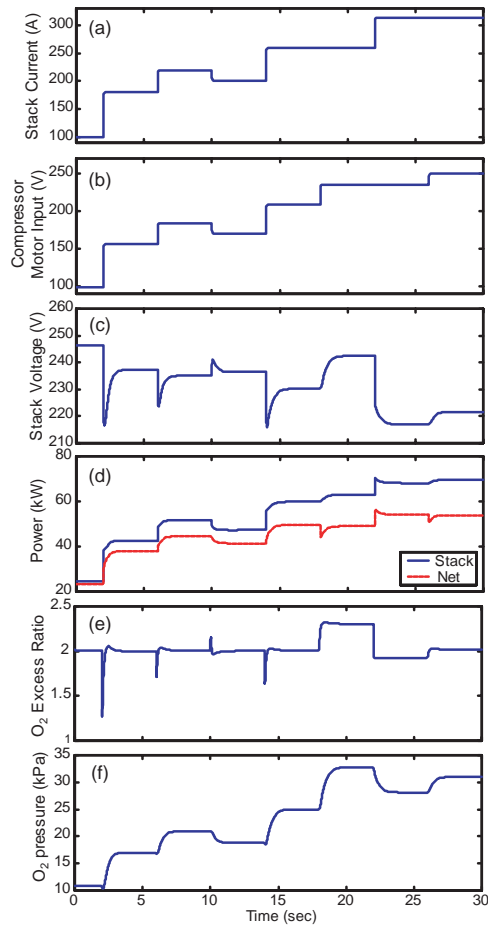 (a)
Stack Current (A)
300
250
200
150
100
(b)
Compressor
Motor Input (V)
250
200
150
100
(c)
Stack Voltage (V)
260
250
240
230
220
210
(d)
Power (kW)
80
60
40
20
Stack
Net
(e)
O₂ Excess Ratio
2.5
2
1.5
1
(f)
O₂ pressure (kPa)
35
30
25
20
15
10
0 5 10 15 20 25 30
Time (sec)